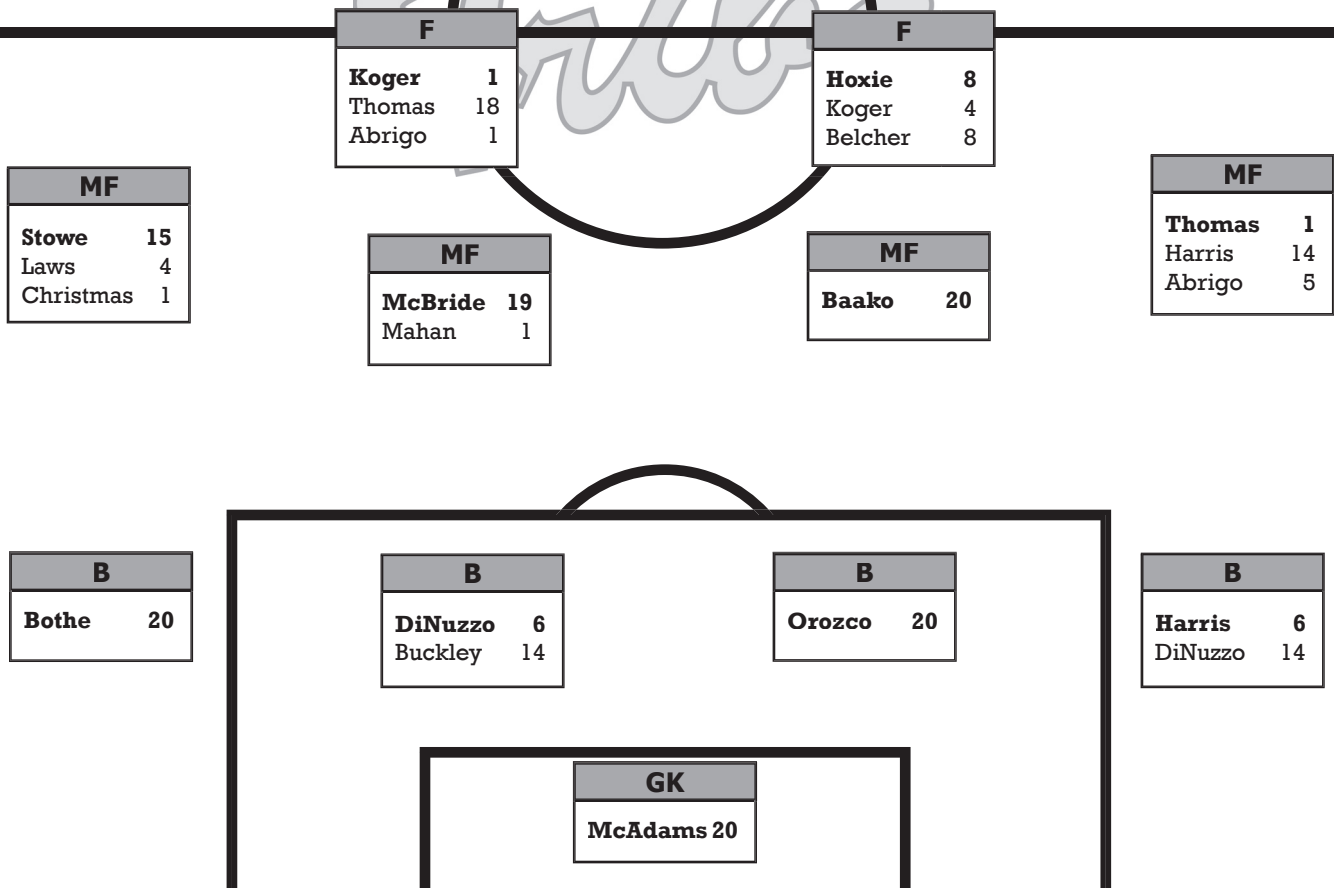 F
Koger 1
Thomas 18
Abrigo 1
F
Hoxie 8
Koger 4
Belcher 8
MF
Stowe 15
Laws 4
Christmas 1
MF
McBride 19
Mahan 1
MF
Baako 20
MF
Thomas 1
Harris 14
Abrigo 5
B
Bothe 20
B
DiNuzzo 6
Buckley 14
B
Orozco 20
B
Harris 6
DiNuzzo 14
GK
McAdams 20